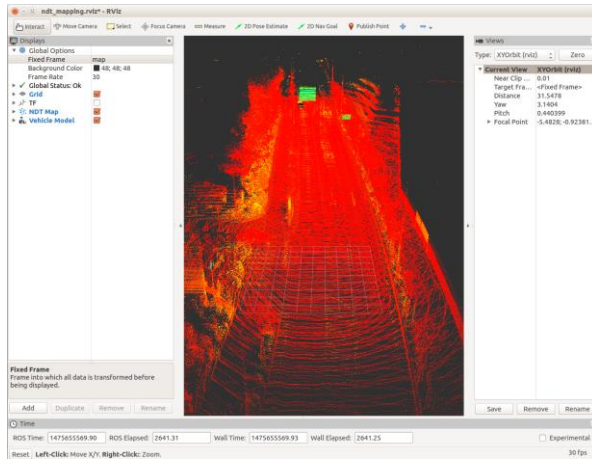 ndt_mapping.rviz* - RViz
Interact Move Camera Select Focus Camera Measure 2D Pose Estimate 2D Nav Goal Publish Point
Displays
Global Options
Fixed Frame map
Background Color 48; 48; 48
Frame Rate 30
Global Status: Ok
Grid
TF
NDT Map
Vehicle Model
Fixed Frame
Frame into which all data is transformed before
being displayed.
Add Duplicate Remove Rename
Views
Type: XYOrbit (rviz) Zero
Current View XYOrbit (rviz)
Near Clip ... 0.01
Target Fra... <Fixed Frame>
Distance 31.5478
Yaw 3.1404
Pitch 0.440399
Focal Point -5.4828; -0.92381...
Save Remove Rename
Time
ROS Time: 1475655569.90 ROS Elapsed: 2641.31 Wall Time: 1475655569.93 Wall Elapsed: 2641.25 Experimental
Reset Left-Click: Move X/Y. Right-Click: Zoom. 30 fps